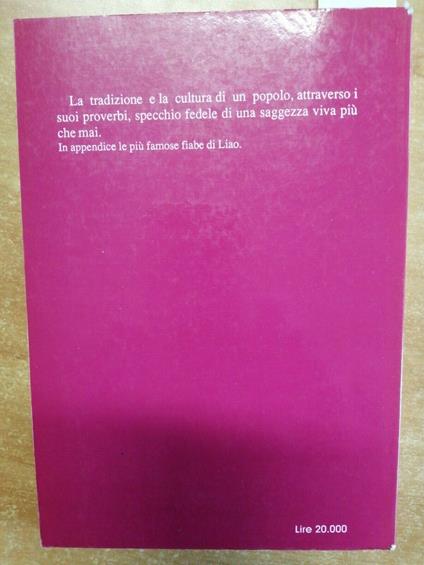 La tradizione e la cultura di un popolo, attraverso i
suoi proverbi, specchio fedele di una saggezza viva più
che mai.
In appendice le più famose fiabe di Liao.
Lire 20.000